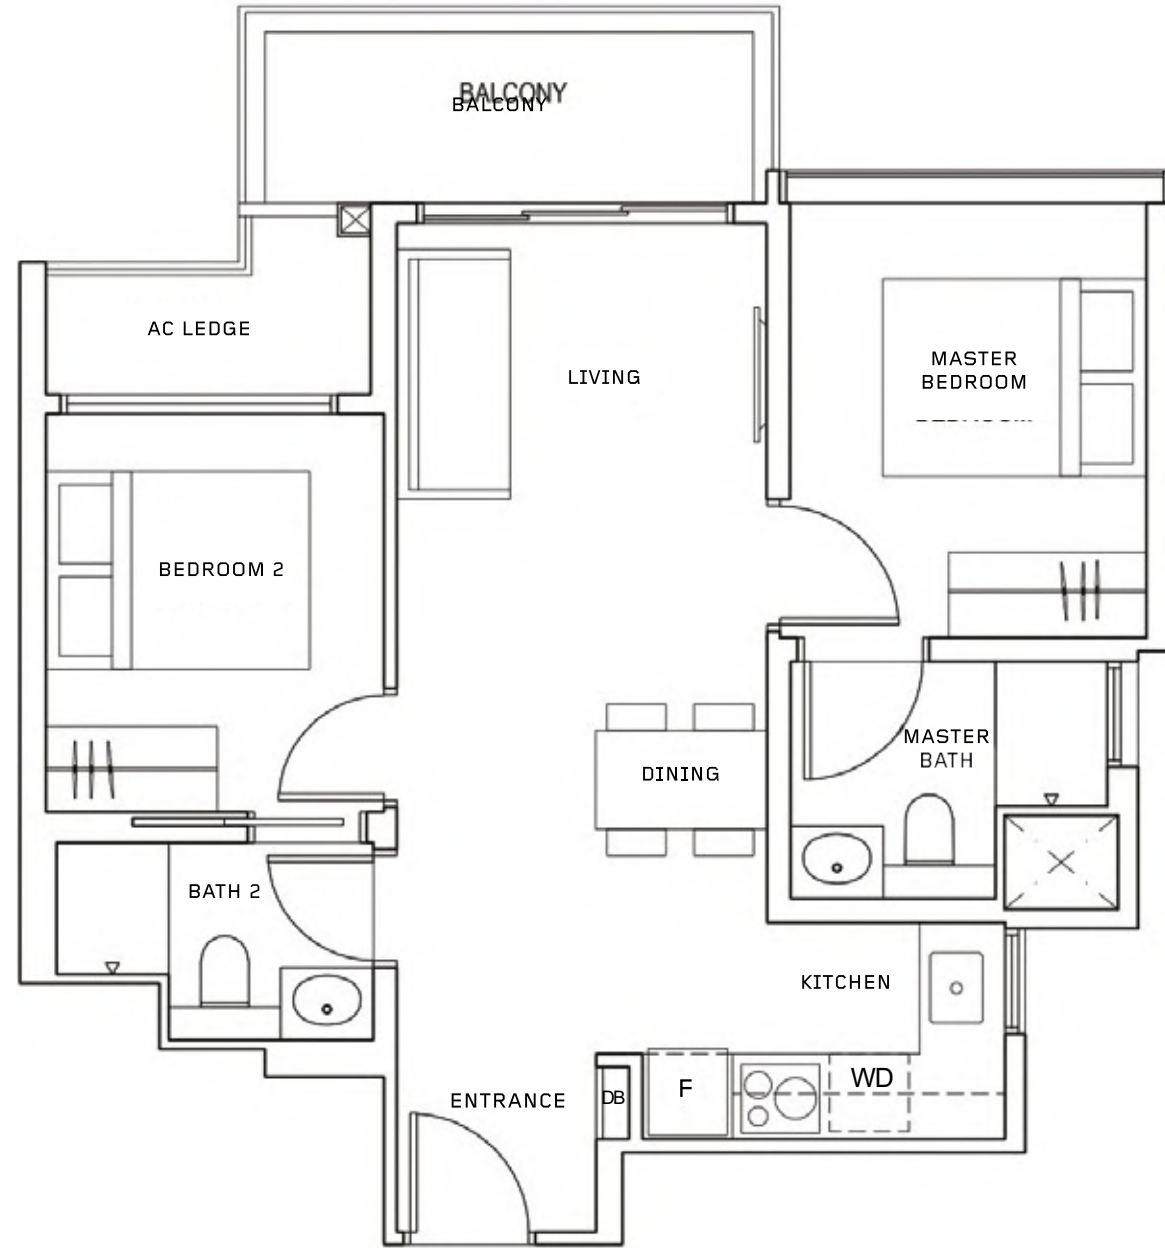 BALCONY
BALCONY
AC LEDGE
LIVING
MASTER
BEDROOM
BEDROOM 2
DINING
MASTER
BATH
BATH 2
KITCHEN
ENTRANCE
DB
F
WD